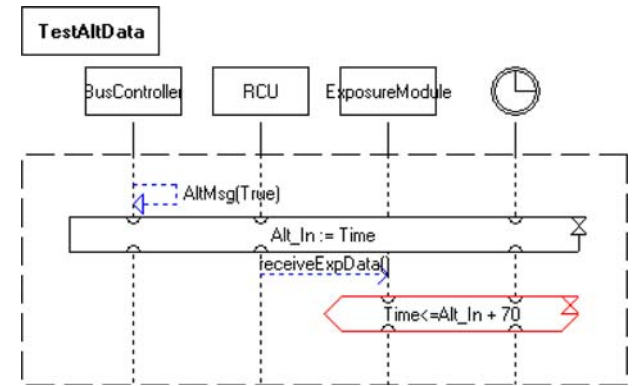 TestAltData
BusController RCU ExposureModule
AltMsg(True)
Alt_In := Time
receiveExpData()
Time<=Alt_In + 70